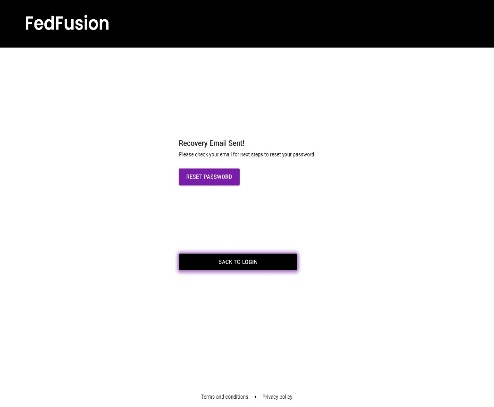 FedFusion
Recovery Email Sent!
Please check your email for next steps to reset your password
RESET PASSWORD
BACK TO LOGIN
Terms and conditions • Privacy policy